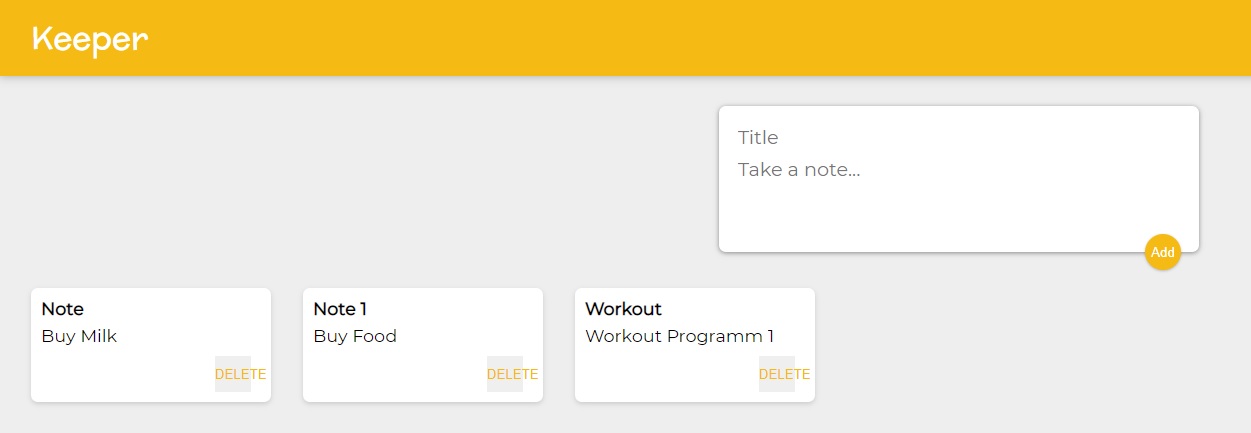 Keeper
Title
Take a note...
Add
Note
Buy Milk
DELETE
Note 1
Buy Food
DELETE
Workout
Workout Programm 1
DELETE